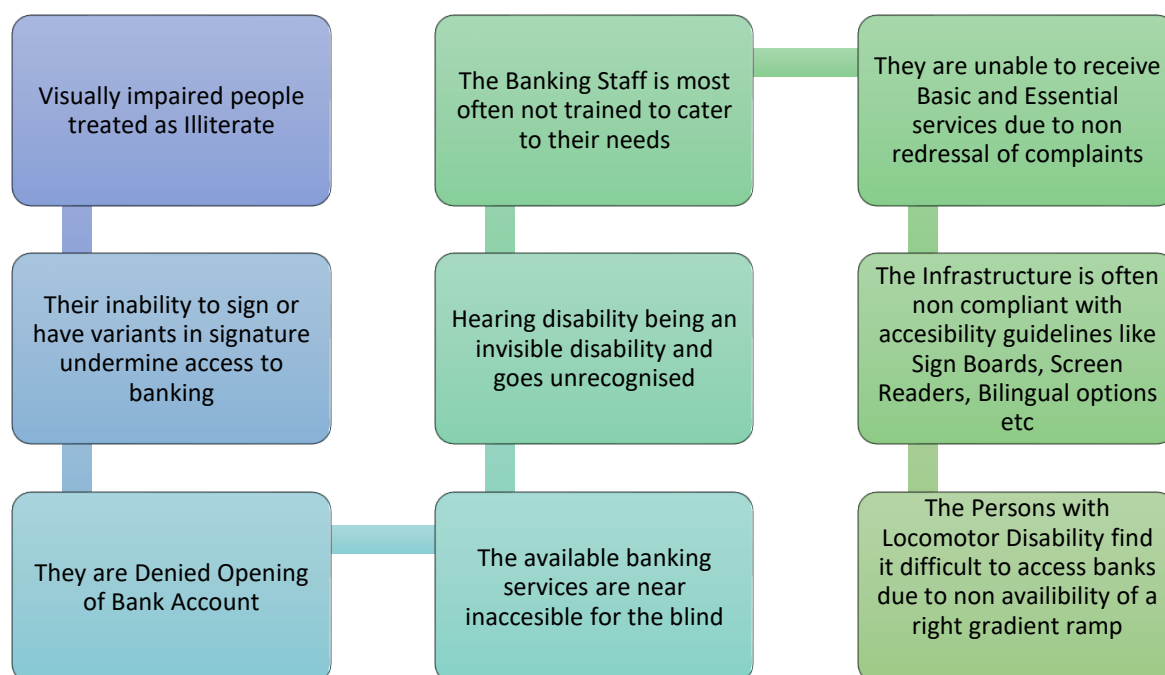 Visually impaired people
treated as Illiterate
Their inability to sign or
have variants in signature
undermine access to
banking
They are Denied Opening
of Bank Account
The available banking
services are near
inaccesible for the blind
Hearing disability being an
invisible disability and
goes unrecognised
The Banking Staff is most
often not trained to cater
to their needs
They are unable to receive
Basic and Essential
services due to non
redressal of complaints
The Infrastructure is often
non compliant with
accesibility guidelines like
Sign Boards, Screen
Readers, Bilingual options
etc
The Persons with
Locomotor Disability find
it difficult to access banks
due to non availibility of a
right gradient ramp